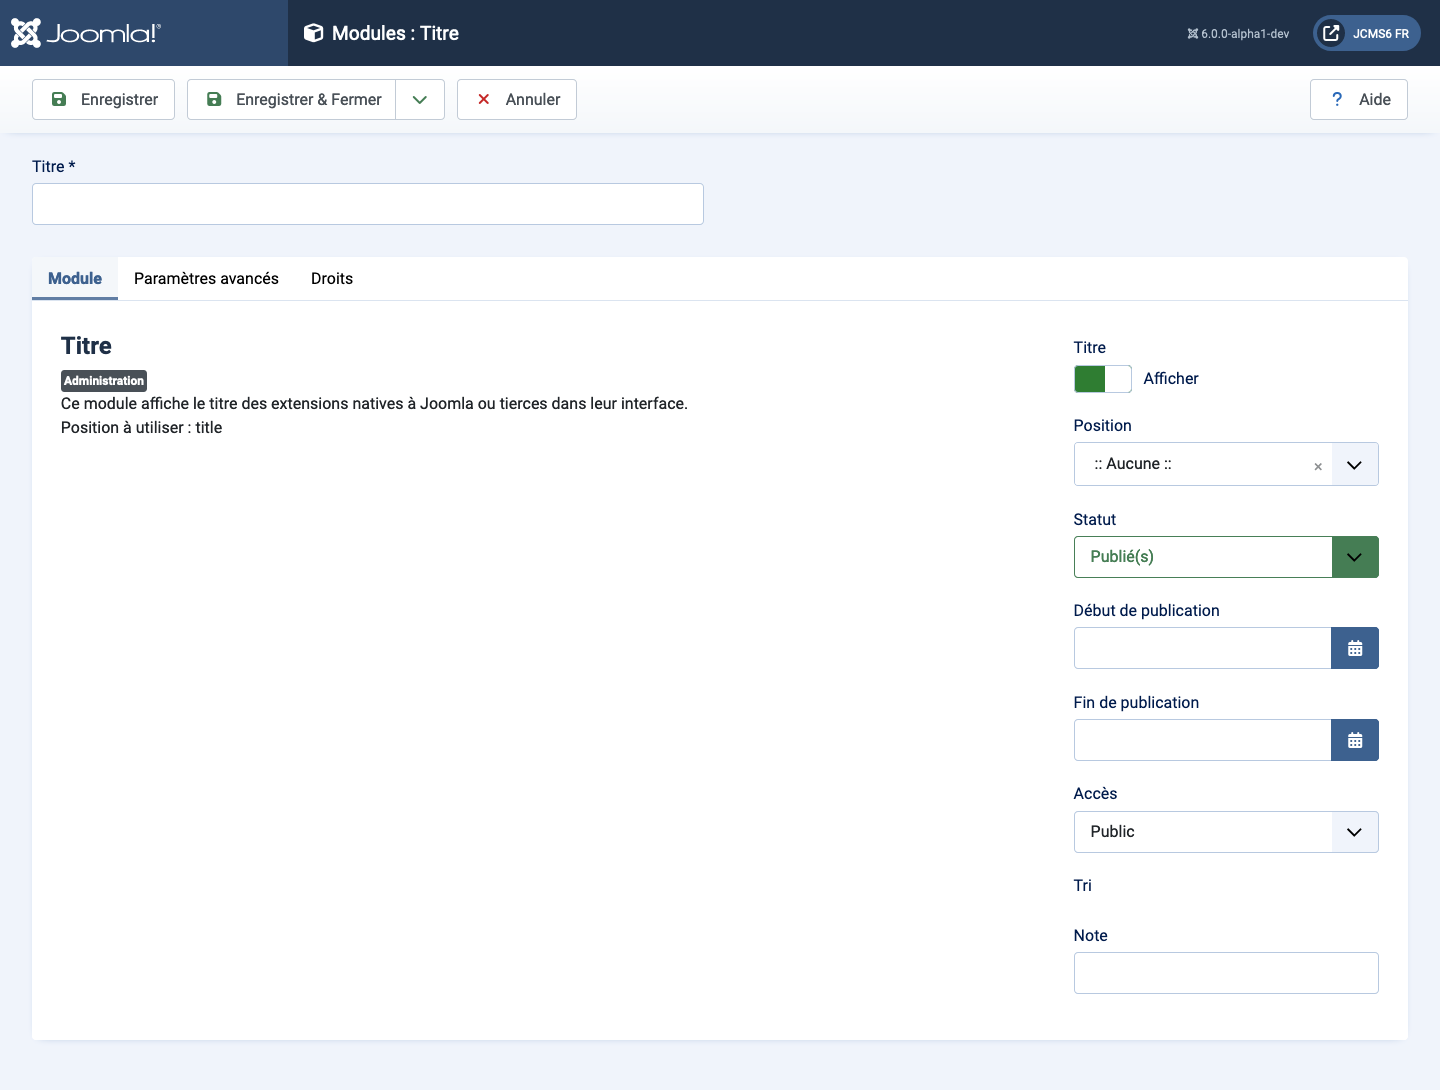 Joomla!®
Modules : Titre
6.0.0-alpha1-dev
JCMS6 FR
Enregistrer
Enregistrer & Fermer
Annuler
Aide
Titre *
Module
Paramètres avancés
Droits
Titre
Administration
Ce module affiche le titre des extensions natives à Joomla ou tierces dans leur interface.
Position à utiliser : title
Titre
Afficher
Position
:: Aucune ::
Statut
Publié(s)
Début de publication
Fin de publication
Accès
Public
Tri
Note